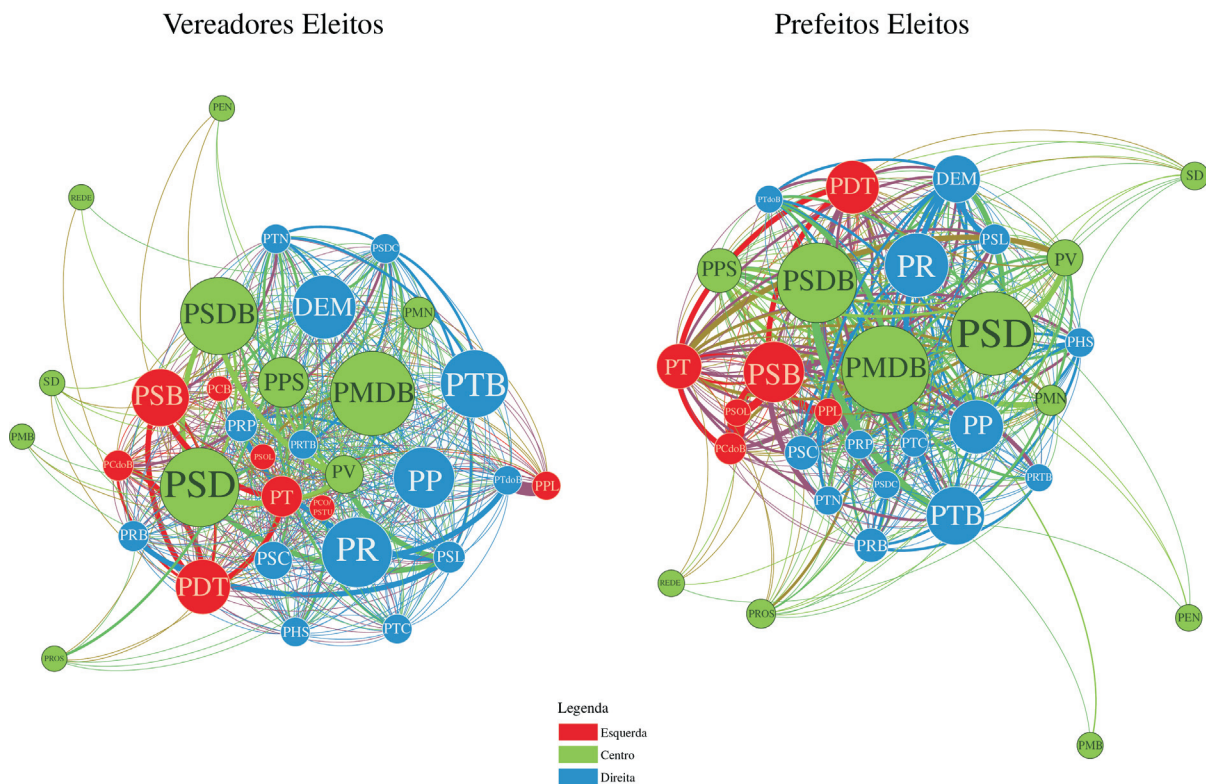 Vereadores Eleitos
PEN
REDE
PTN
PSDC
PSDB
DEM
PMN
SD
PSB
PCB
PPS
PMDB
PTB
PMB
PRP
PRTB
PCdoB
PSOL
PV
PSD
PT
PP
PTdoB
PPL
PCO/
PSTU
PRB
PSC
PR
PSL
PDT
PHS
PTC
PROS
Prefeitos Eleitos
SD
PDT
DEM
PTdoB
PSL
PV
PPS
PSDB
PR
PSD
PHS
PT
PSB
PMDB
PMN
PSOL
PPL
PP
PCdoB
PSC
PRP
PTC
PRTB
PSDC
PTN
PTB
PRB
REDE
PROS
PEN
PMB
Legenda
Esquerda
Centro
Direita